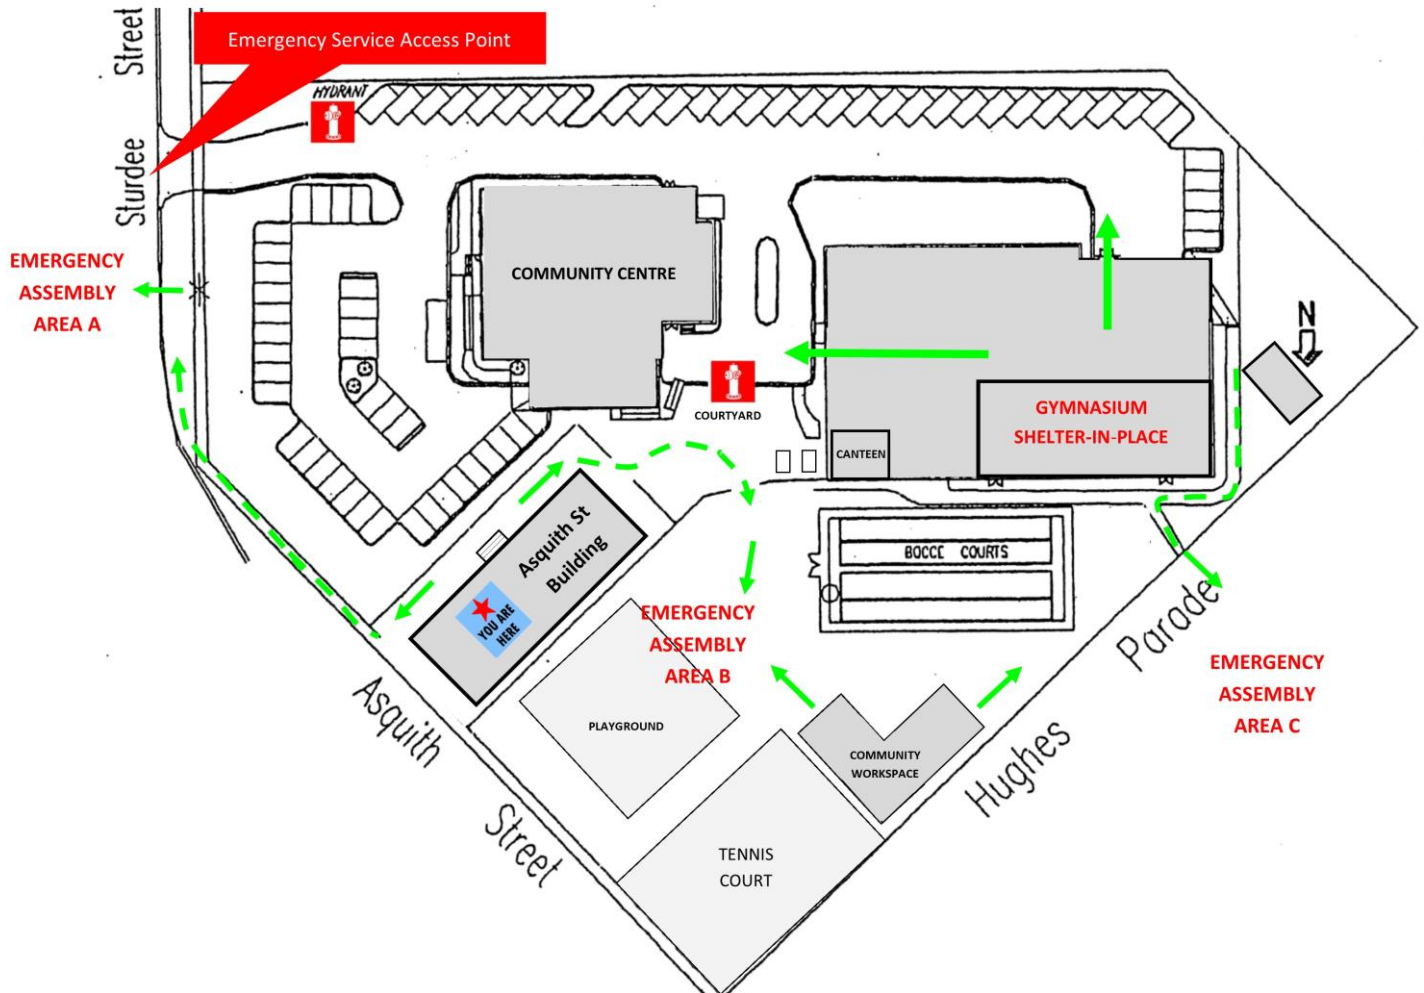 Street
Sturdee
Emergency Service Access Point
HYDRANT
EMERGENCY
ASSEMBLY
AREA A
COMMUNITY CENTRE
COURTYARD
CANTEEN
GYMNASIUM
SHELTER-IN-PLACE
N
Asquith St
Building
YOU ARE
HERE
BOCCE COURTS
EMERGENCY
ASSEMBLY
AREA B
PLAYGROUND
COMMUNITY
WORKSPACE
TENNIS
COURT
EMERGENCY
ASSEMBLY
AREA C
Asquith
Street
Hughes
Parade